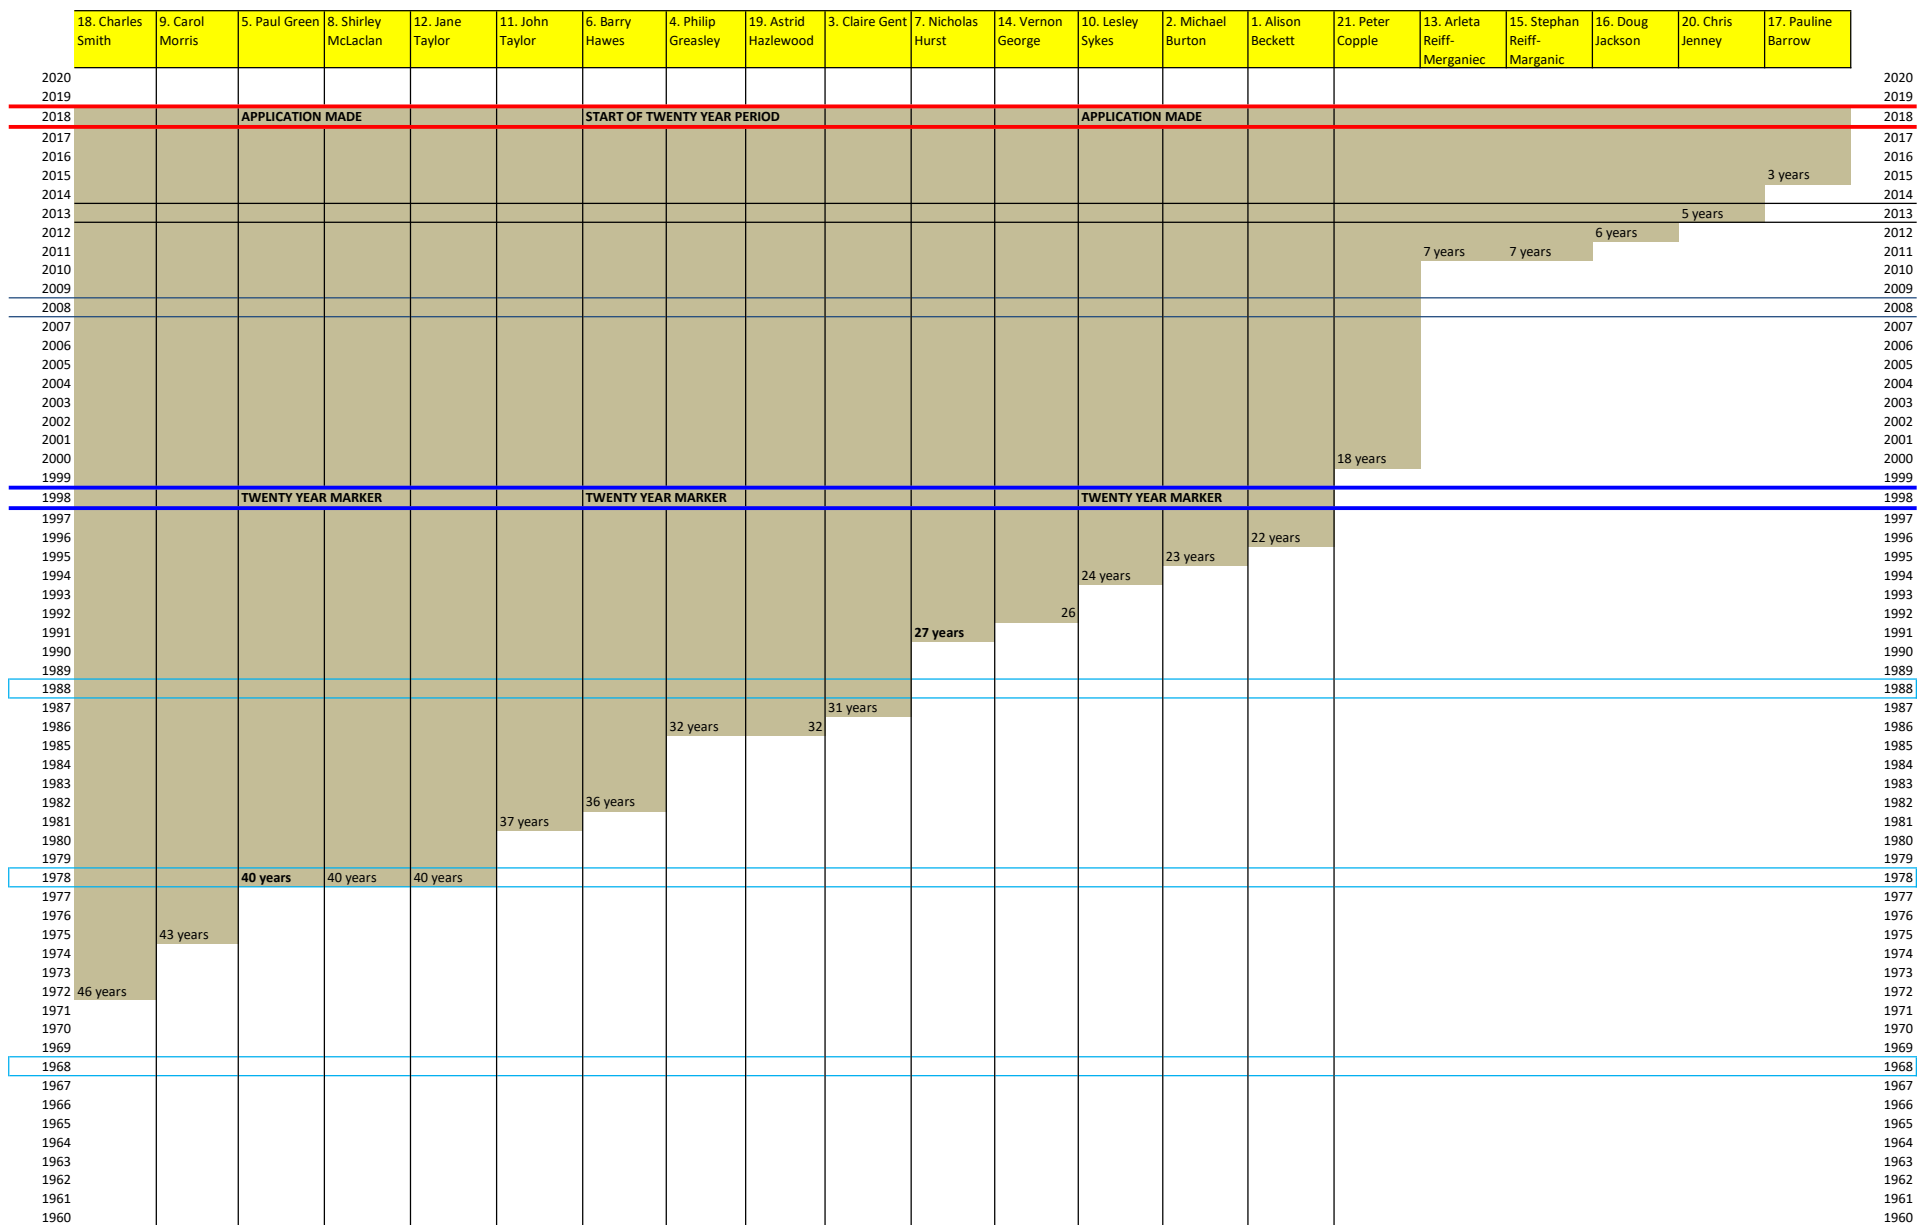 18. Charles Smith
9. Carol Morris
5. Paul Green
8. Shirley McLaclan
12. Jane Taylor
11. John Taylor
6. Barry Hawes
4. Philip Greasley
19. Astrid Hazlewood
3. Claire Gent
7. Nicholas Hurst
14. Vernon George
10. Lesley Sykes
2. Michael Burton
1. Alison Beckett
21. Peter Copple
13. Arleta Reiff-Merganiec
15. Stephan Reiff-Marganic
16. Doug Jackson
20. Chris Jenney
17. Pauline Barrow
2020 2020
2019 2019
2018 APPLICATION MADE START OF TWENTY YEAR PERIOD APPLICATION MADE 2018
2017 2017
2016 2016
2015 3 years 2015
2014 2014
2013 5 years 2013
2012 6 years 2012
2011 7 years 7 years 2011
2010 2010
2009 2009
2008 2008
2007 2007
2006 2006
2005 2005
2004 2004
2003 2003
2002 2002
2001 2001
2000 18 years 2000
1999 1999
1998 TWENTY YEAR MARKER TWENTY YEAR MARKER TWENTY YEAR MARKER 1998
1997 1997
1996 22 years 1996
1995 23 years 1995
1994 24 years 1994
1993 1993
1992 26 1992
1991 27 years 1991
1990 1990
1989 1989
1988 1988
1987 31 years 1987
1986 32 years 32 1986
1985 1985
1984 1984
1983 1983
1982 36 years 1982
1981 37 years 1981
1980 1980
1979 1979
1978 40 years 40 years 40 years 1978
1977 1977
1976 1976
1975 43 years 1975
1974 1974
1973 1973
1972 46 years 1972
1971 1971
1970 1970
1969 1969
1968 1968
1967 1967
1966 1966
1965 1965
1964 1964
1963 1963
1962 1962
1961 1961
1960 1960